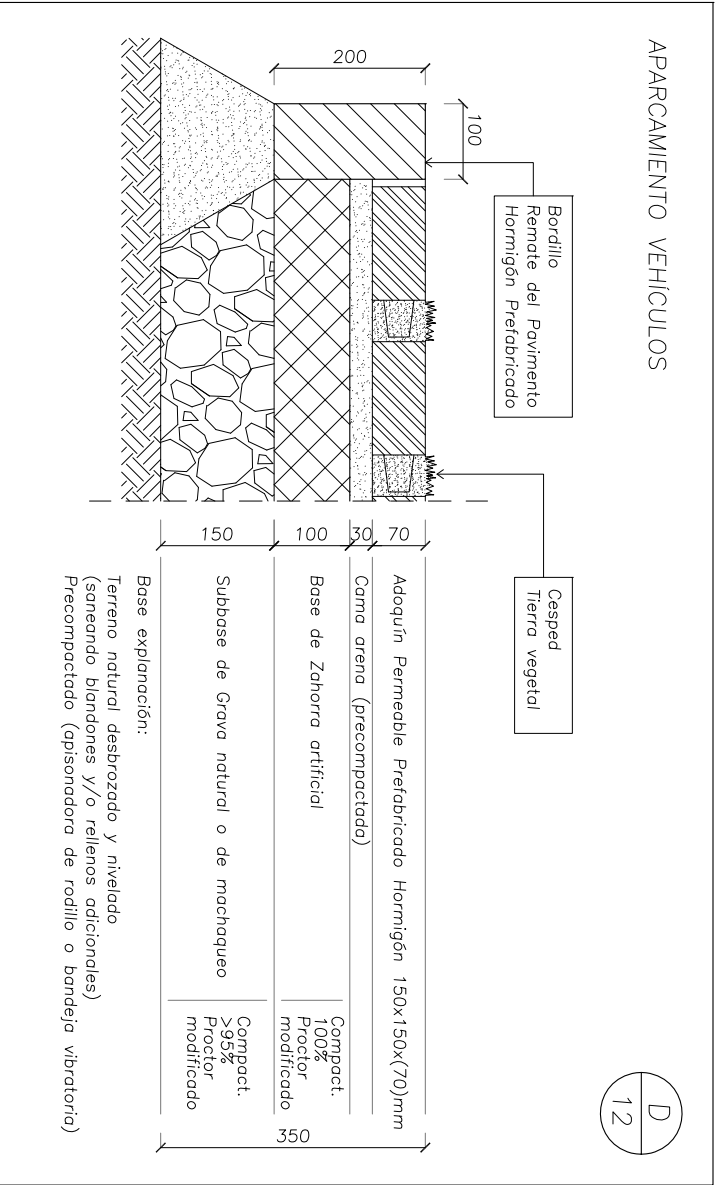 APARCAMIENTO VEHÍCULOS
D
12
Bordillo
Remate del Pavimento
Hormigón Prefabricado
Cesped
Tierra vegetal
100
200
70
30
100
150
350
Adoquín Permeable Prefabricado Hormigón 150x150x(70)mm
Cama arena (precompactada)
Base de Zahorra artificial
Compact.
100%
Proctor
modificado
Subbase de Grava natural o de machaqueo
Compact.
>95%
Proctor
modificado
Base explanación:
Terreno natural desbrozado y nivelado
(saneando blandones y/o rellenos adicionales)
Precompactado (apisonadora de rodillo o bandeja vibratoria)